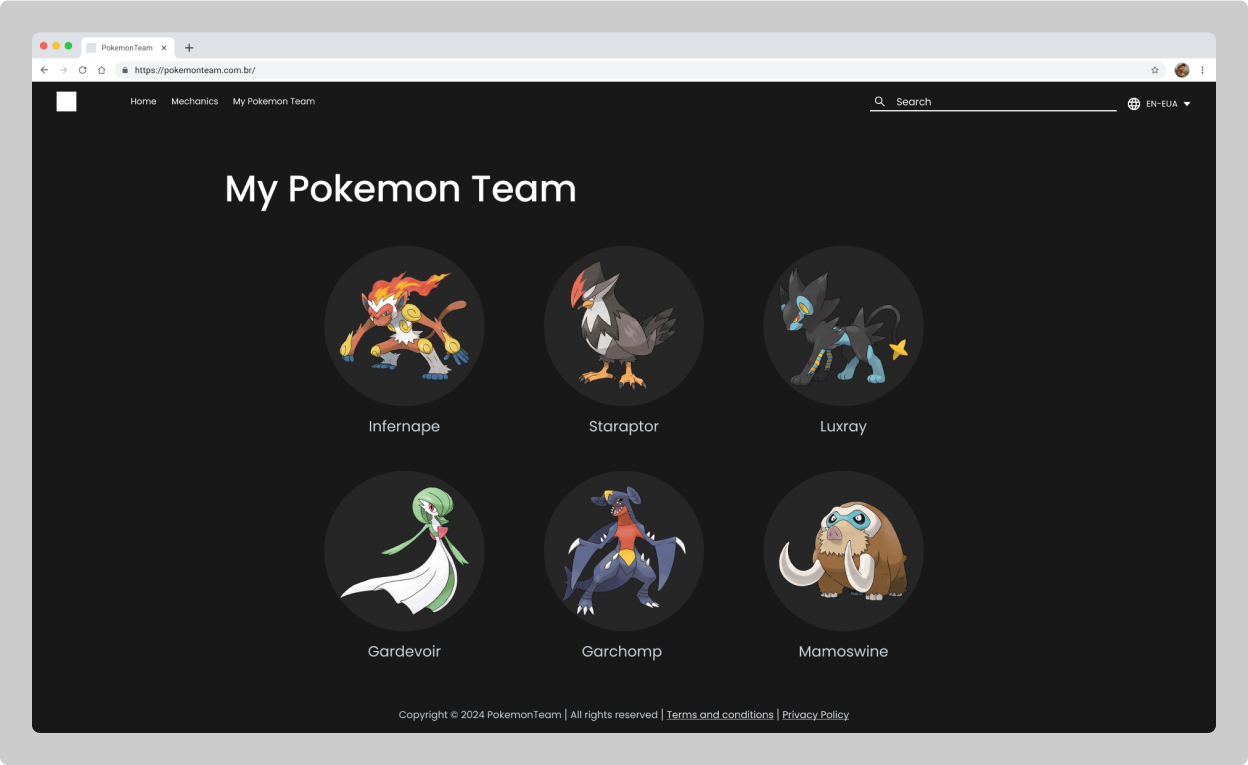 PokemonTeam
https://pokemonteam.com.br/
Home Mechanics My Pokemon Team Search EN-EUA
My Pokemon Team
Infernape Staraptor Luxray
Gardevoir Garchomp Mamoswine
Copyright © 2024 PokemonTeam | All rights reserved | Terms and conditions | Privacy Policy